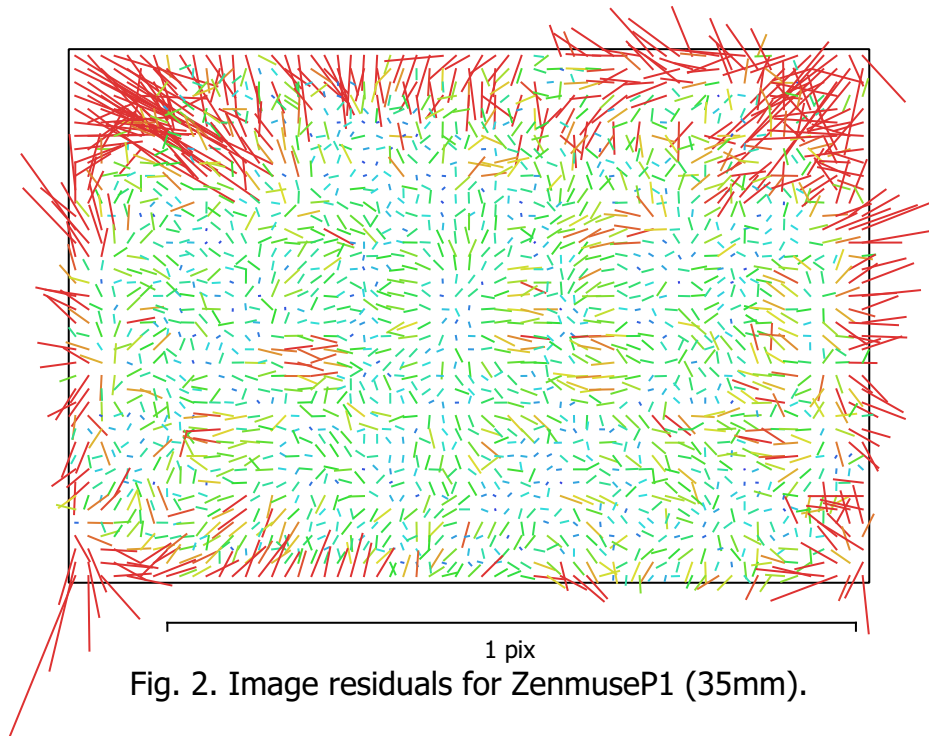 1 pix
Fig. 2. Image residuals for ZenmuseP1 (35mm).